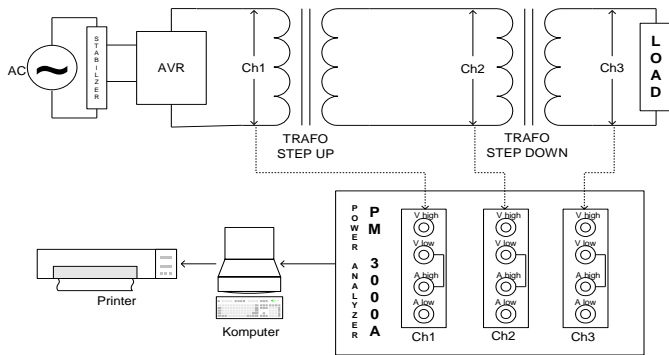 AC
STABILZER
AVR
Ch1
Ch2
Ch3
LOAD
TRAFO
STEP UP
TRAFO
STEP DOWN
POWER ANALYZER
PM 3000A
V high
V low
A high
A low
Ch1
V high
V low
A high
A low
Ch2
V high
V low
A high
A low
Ch3
Printer
Komputer